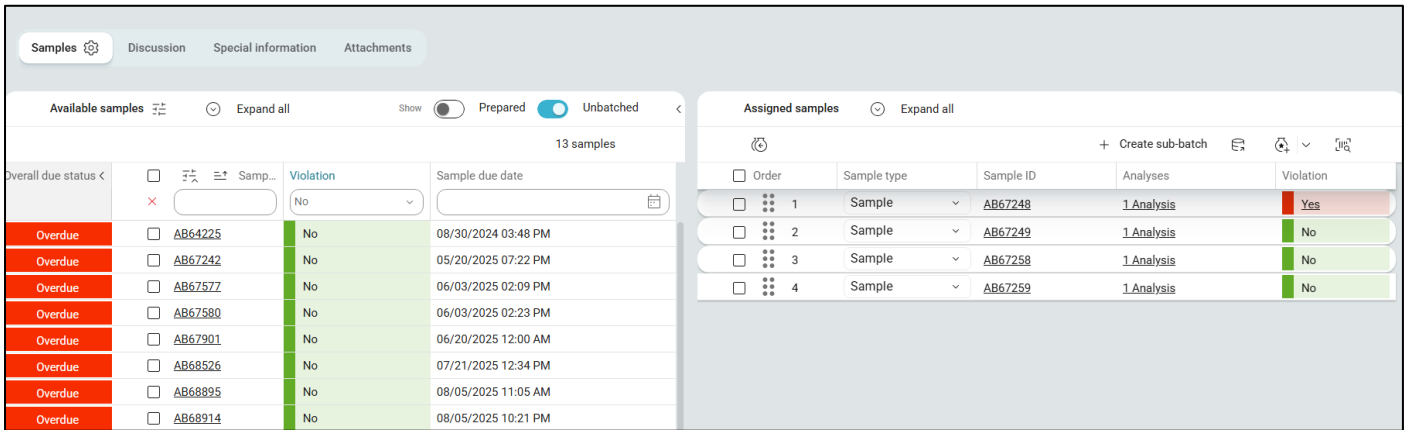 Samples Discussion Special information Attachments
Available samples Expand all Show Prepared Unbatched
13 samples
Overall due status Samp... Violation Sample due date
No
Overdue AB64225 No 08/30/2024 03:48 PM
Overdue AB67242 No 05/20/2025 07:22 PM
Overdue AB67577 No 06/03/2025 02:09 PM
Overdue AB67580 No 06/03/2025 02:23 PM
Overdue AB67901 No 06/20/2025 12:00 AM
Overdue AB68526 No 07/21/2025 12:34 PM
Overdue AB68895 No 08/05/2025 11:05 AM
Overdue AB68914 No 08/05/2025 10:21 PM
Assigned samples Expand all
+ Create sub-batch
Order Sample type Sample ID Analyses Violation
1 Sample AB67248 1 Analysis Yes
2 Sample AB67249 1 Analysis No
3 Sample AB67258 1 Analysis No
4 Sample AB67259 1 Analysis No